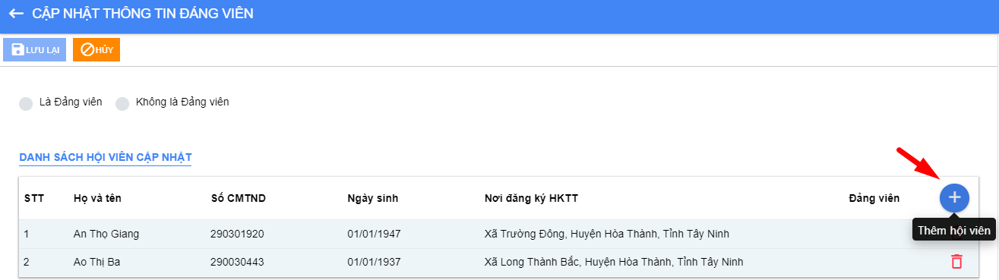 CẬP NHẬT THÔNG TIN ĐẢNG VIÊN
LƯU LẠI HỦY
Là Đảng viên Không là Đảng viên
DANH SÁCH HỘI VIÊN CẬP NHẬT
STT Họ và tên Số CMTND Ngày sinh Nơi đăng ký HKTT Đảng viên
Thêm hội viên
1 An Thọ Giang 290301920 01/01/1947 Xã Trường Đông, Huyện Hòa Thành, Tỉnh Tây Ninh
2 Ao Thị Ba 290030443 01/01/1937 Xã Long Thành Bắc, Huyện Hòa Thành, Tỉnh Tây Ninh